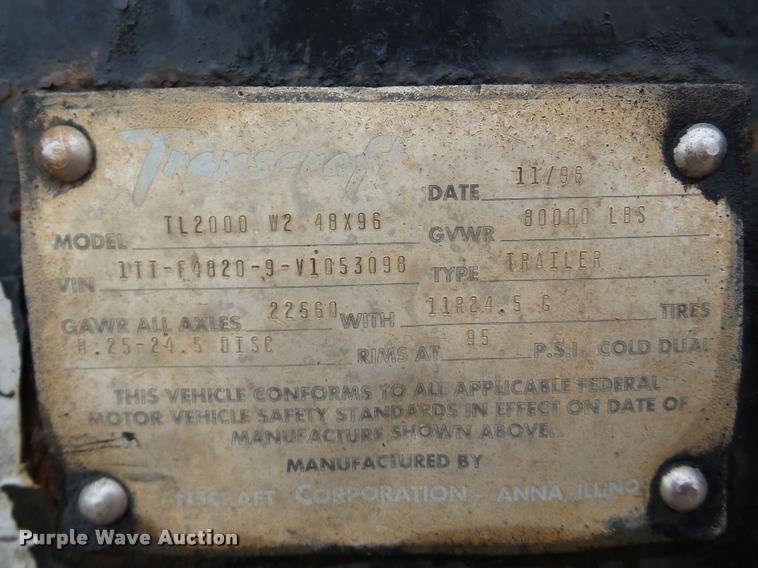 Transcraft
DATE 11/96
MODEL TL2000 W2 48X96 GVWR 80000 LBS
VIN 1TT-F4820-9-V1053098 TYPE TRAILER
GAWR ALL AXLES 22560 WITH 11R24.5 G TIRES
8.25-24.5 DISC RIMS AT 95 P.S.I. COLD DUAL
THIS VEHICLE CONFORMS TO ALL APPLICABLE FEDERAL
MOTOR VEHICLE SAFETY STANDARDS IN EFFECT ON DATE OF
MANUFACTURE SHOWN ABOVE.
MANUFACTURED BY
NSCRAFT CORPORATION - ANNA, ILLINO
Purple Wave Auction